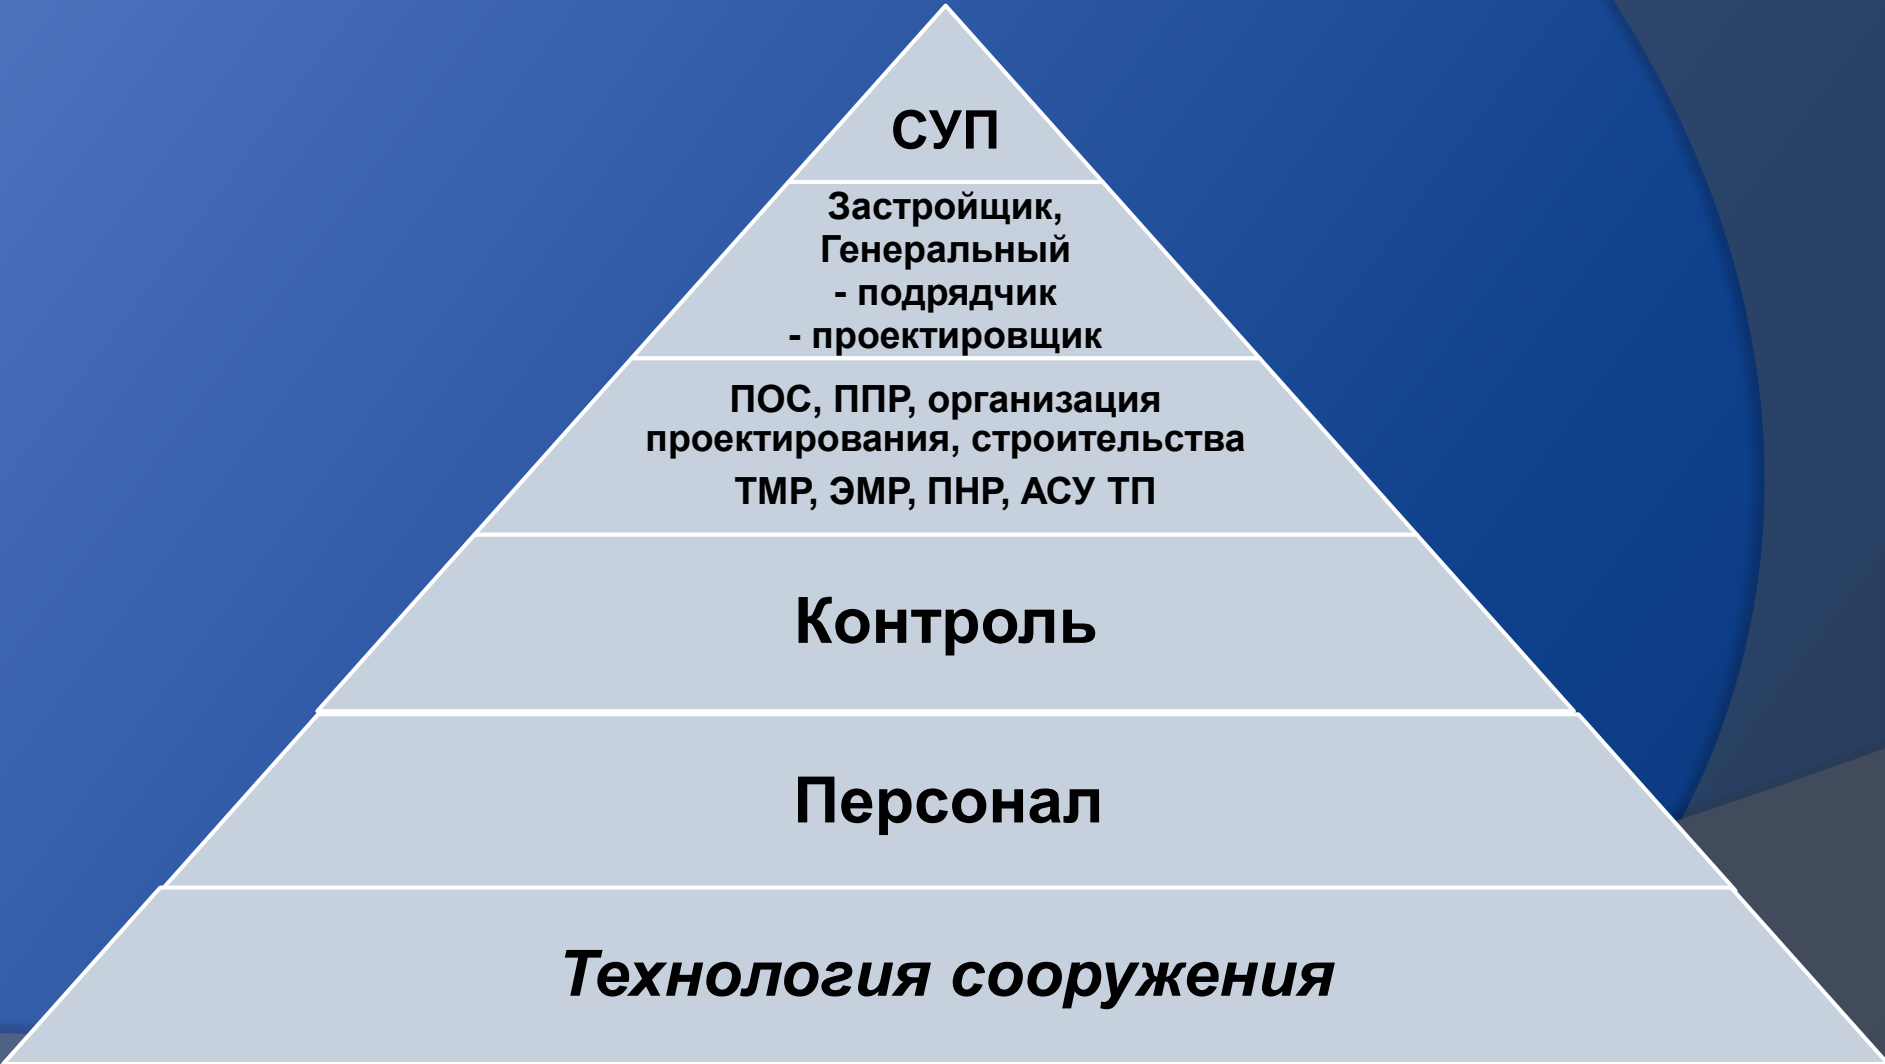 СУП
Застройщик,
Генеральный
- подрядчик
- проектировщик
ПОС, ППР, организация
проектирования, строительства
ТМР, ЭМР, ПНР, АСУ ТП
Контроль
Персонал
Технология сооружения